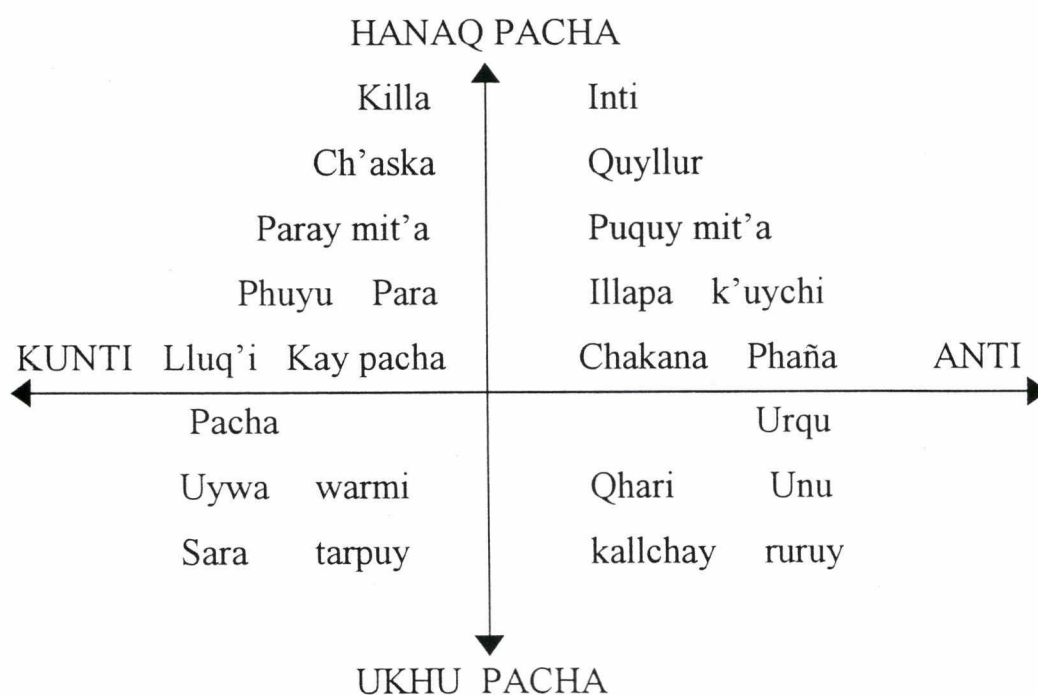 HANAQ PACHA
Killa Inti
Ch’aska Quyllur
Paray mit’a Puquy mit’a
Phuyu Para Illapa k’uychi
KUNTI Lluq’i Kay pacha Chakana Phaña ANTI
Pacha Urqu
Uywa warmi Qhari Unu
Sara tarpuy kallchay ruruy
UKHU PACHA